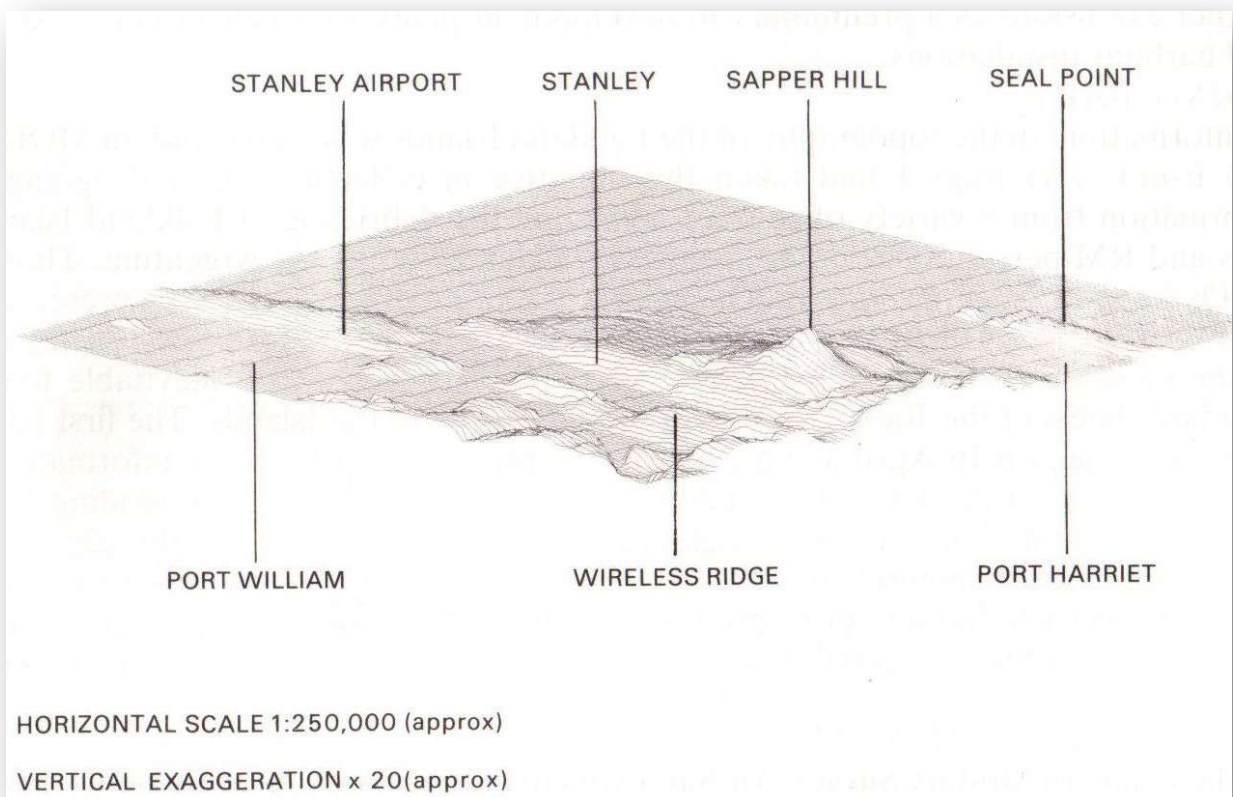 STANLEY AIRPORT
STANLEY
SAPPER HILL
SEAL POINT
PORT WILLIAM
WIRELESS RIDGE
PORT HARRIET
HORIZONTAL SCALE 1:250,000 (approx)
VERTICAL EXAGGERATION x 20(approx)